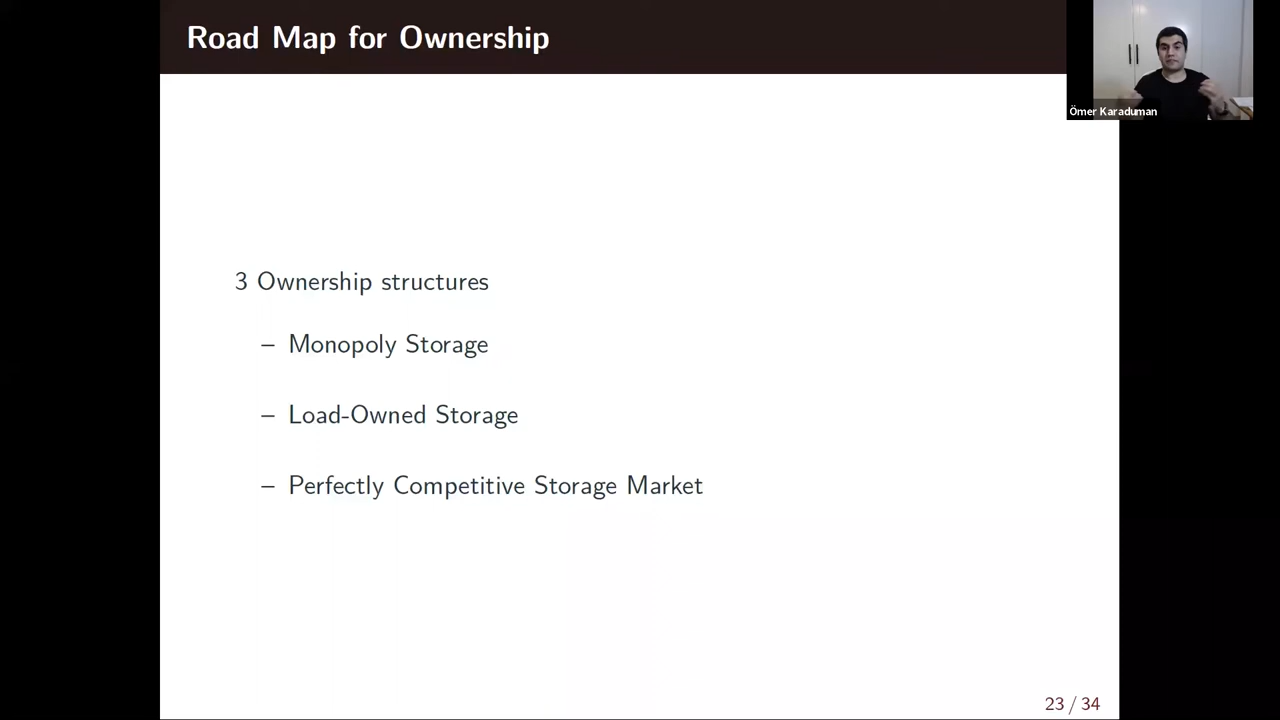 Road Map for Ownership
Ömer Karaduman
3 Ownership structures
– Monopoly Storage
– Load-Owned Storage
– Perfectly Competitive Storage Market
23 / 34